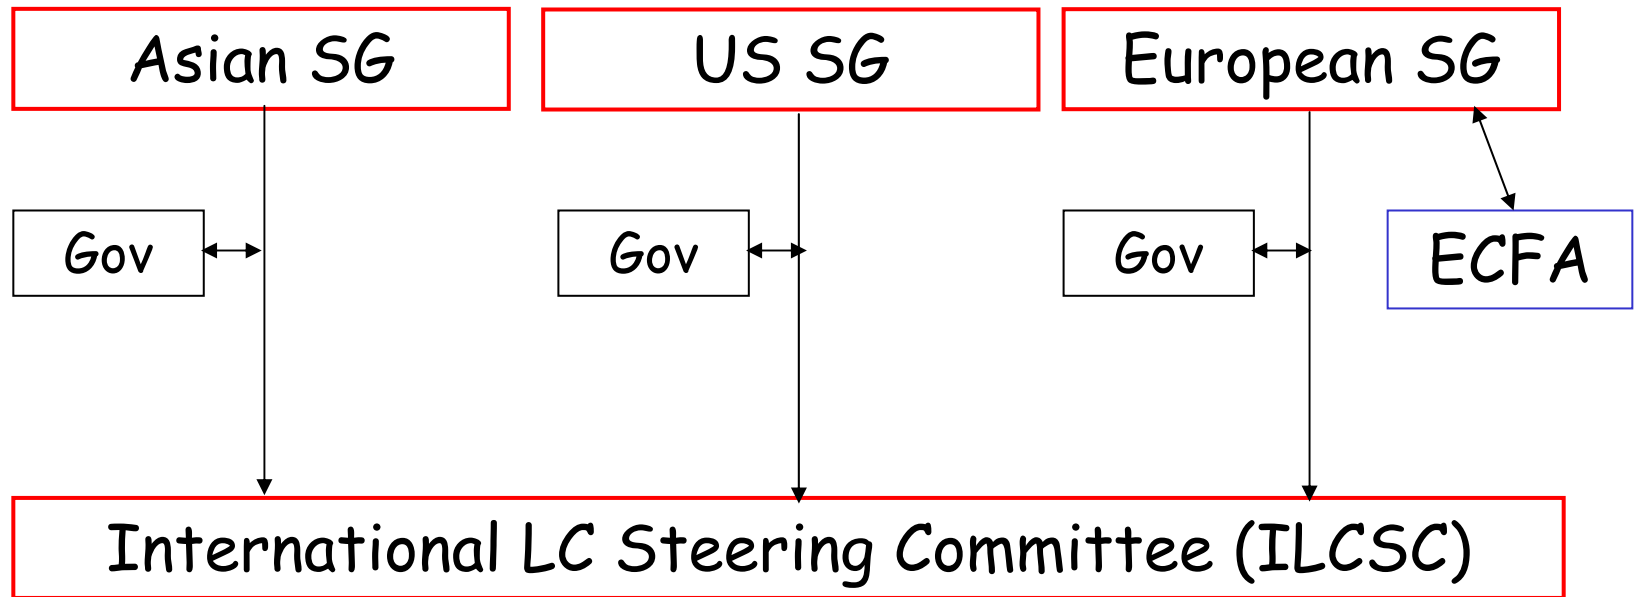 Asian SG
US SG
European SG
Gov
Gov
Gov
ECFA
International LC Steering Committee (ILCSC)